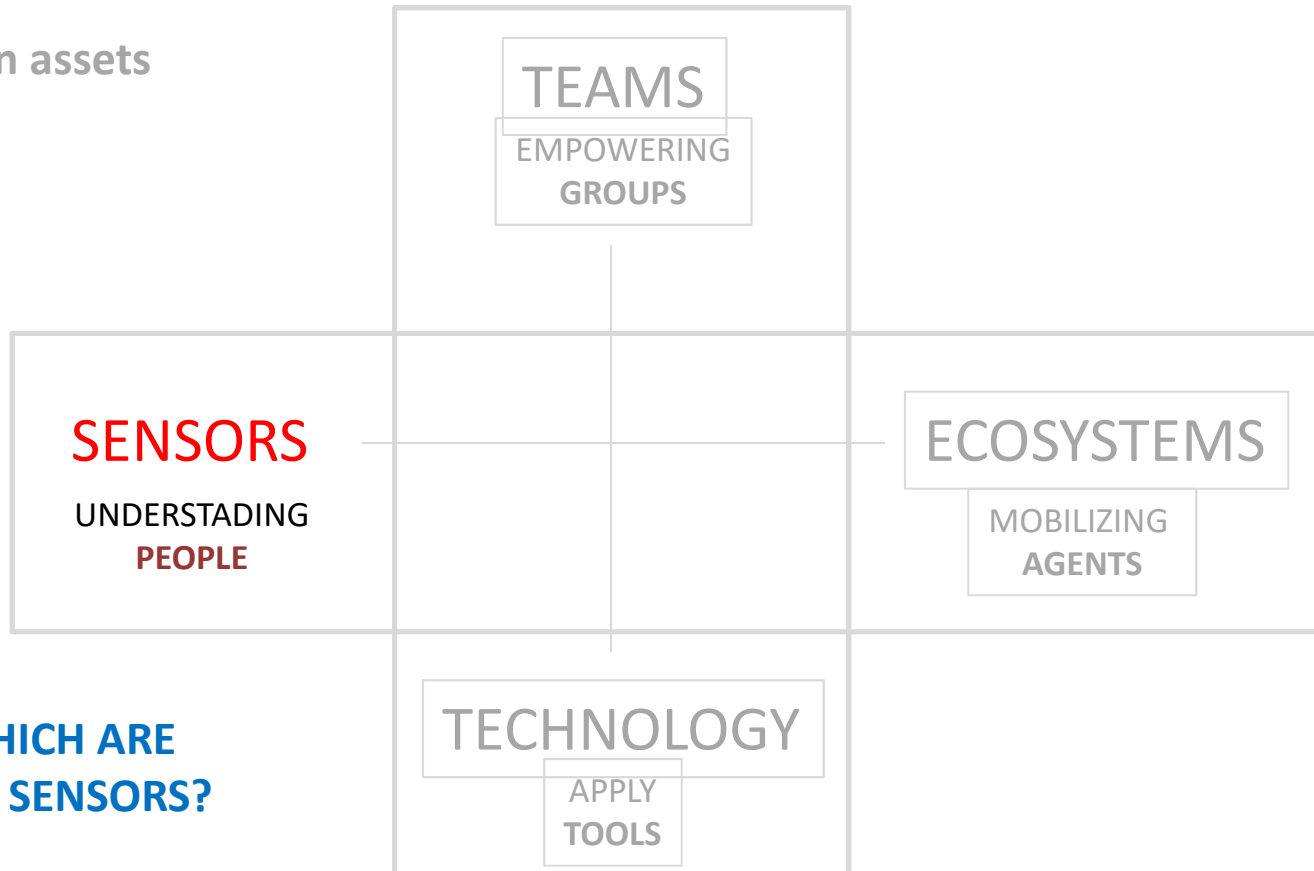 n assets
TEAMS
EMPOWERING
GROUPS
SENSORS
UNDERSTADING
PEOPLE
ECOSYSTEMS
MOBILIZING
AGENTS
HICH ARE
SENSORS?
TECHNOLOGY
APPLY
TOOLS